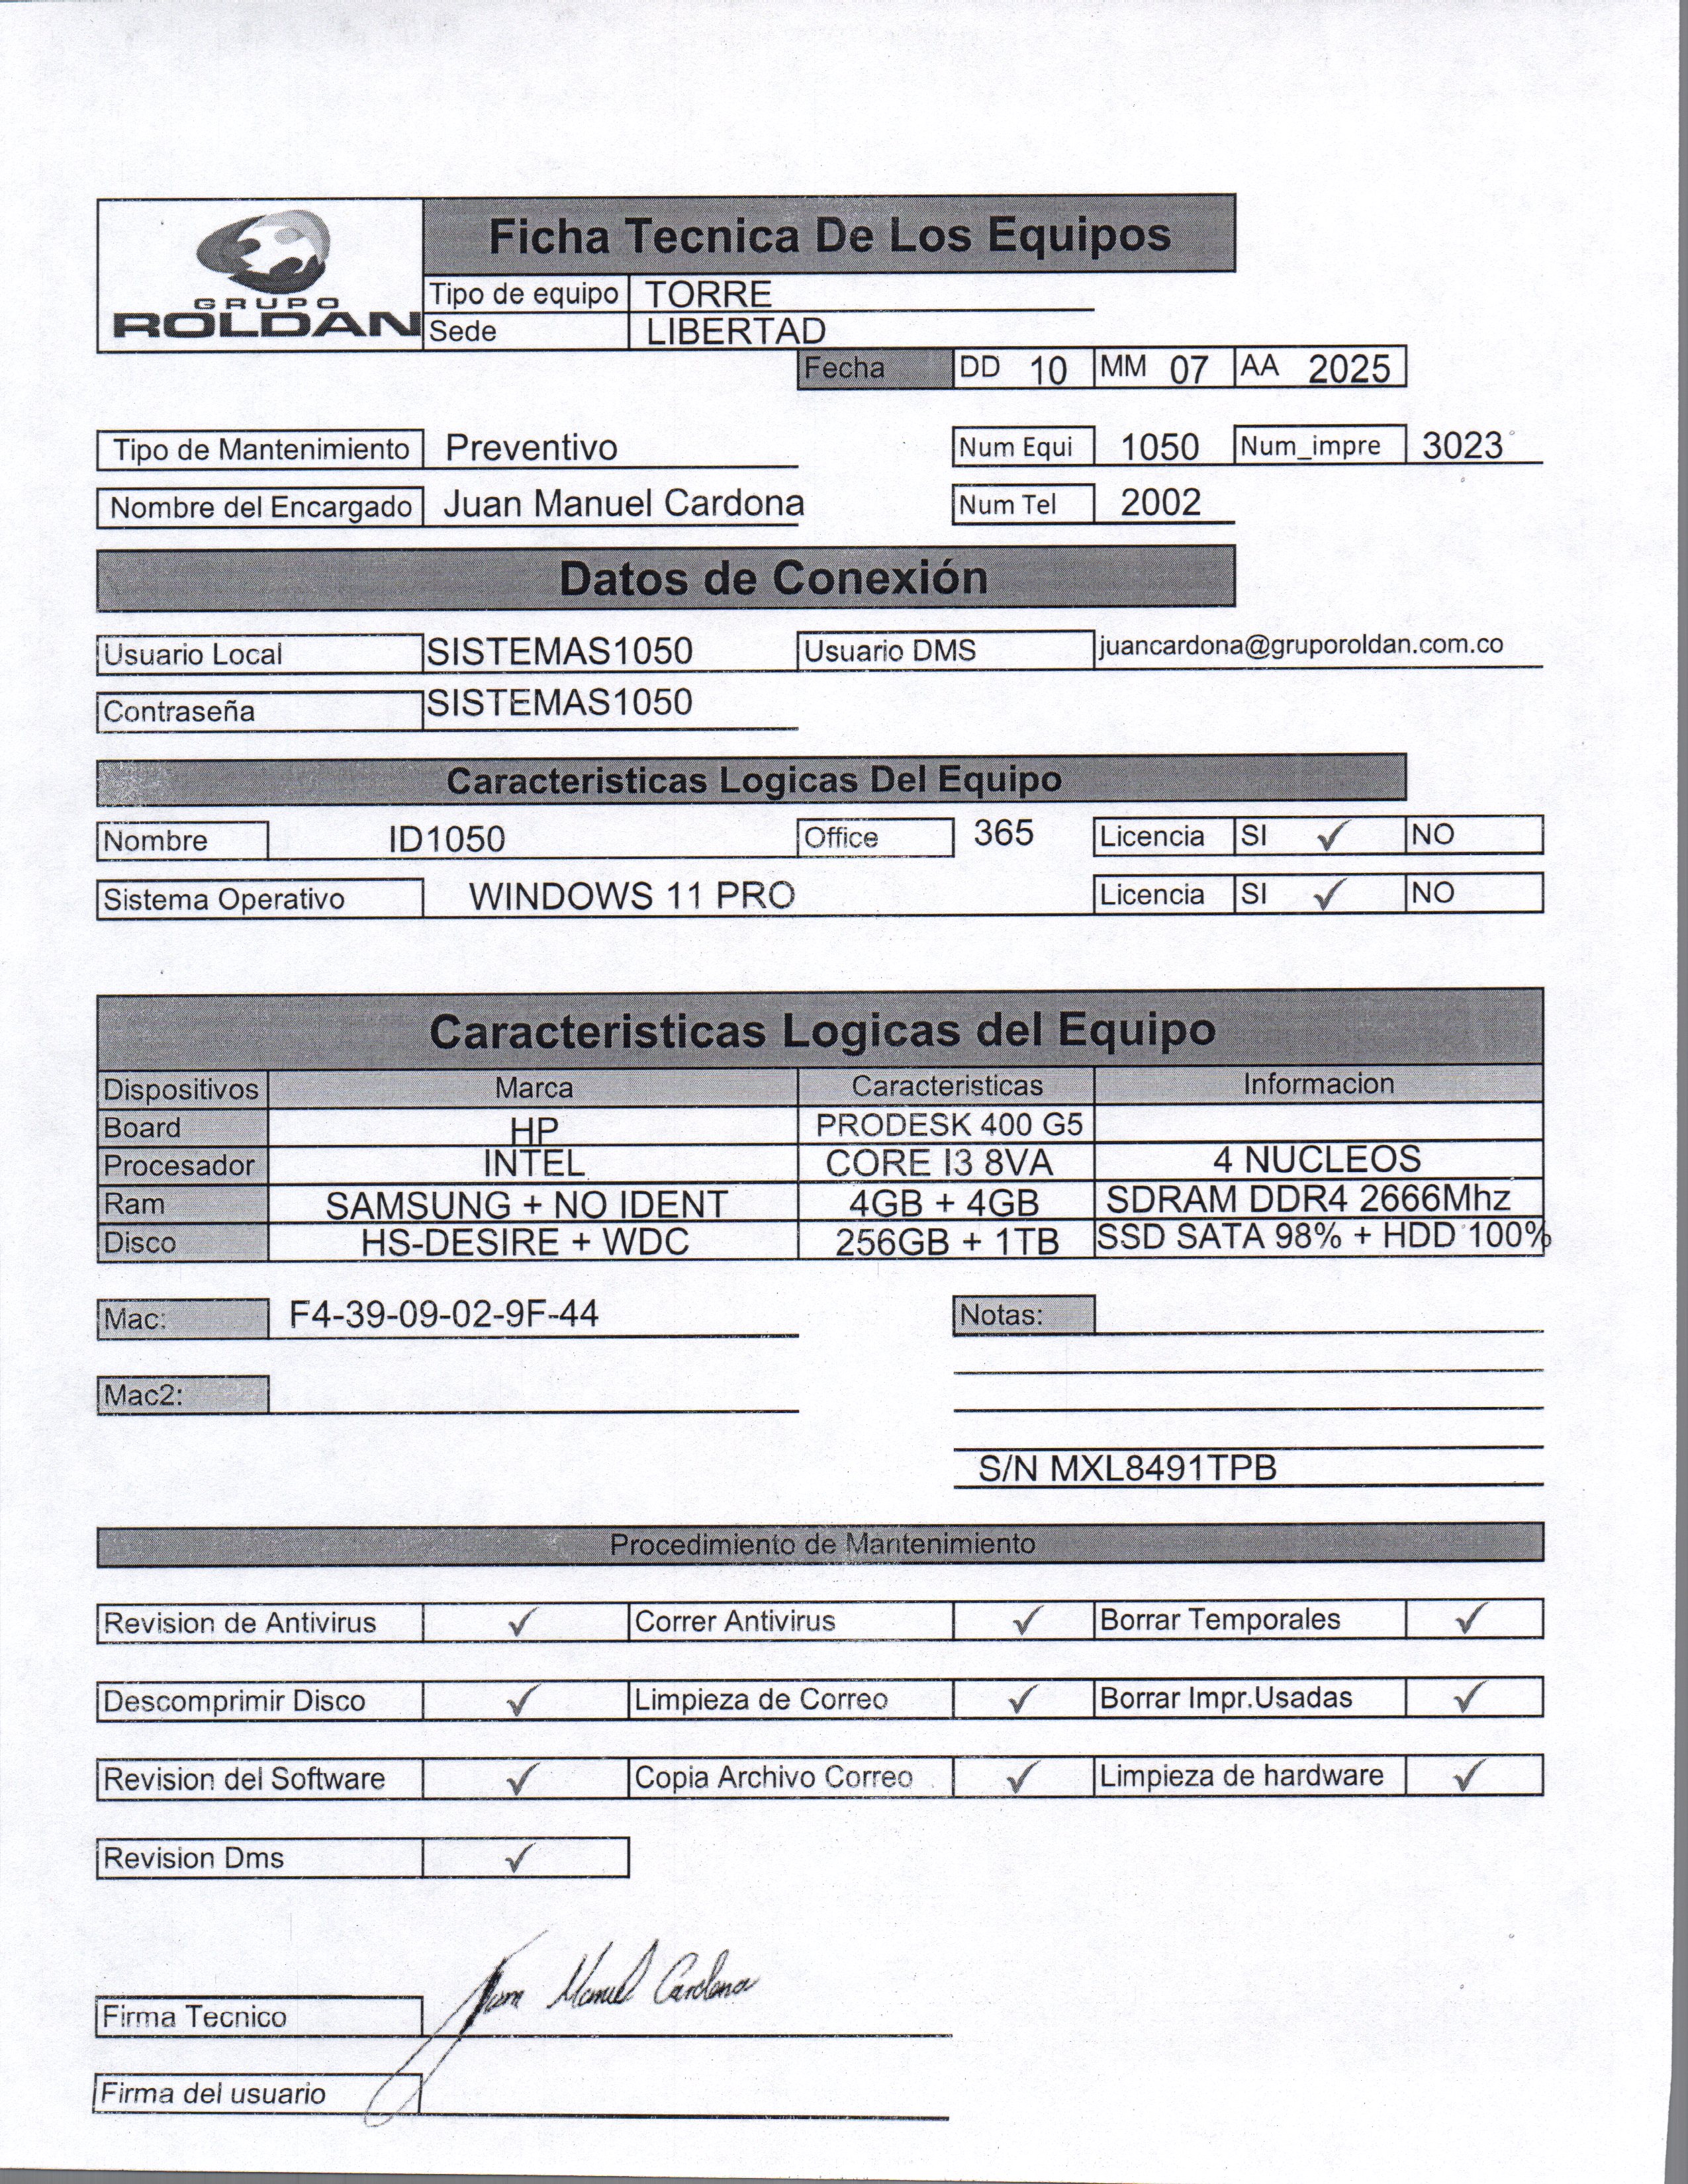 Ficha Tecnica De Los Equipos
GRUPO
ROLDAN
Tipo de equipo TORRE
Sede LIBERTAD
Fecha DD 10 MM 07 AA 2025
Tipo de Mantenimiento Preventivo Num Equi 1050 Num_impre 3023
Nombre del Encargado Juan Manuel Cardona Num Tel 2002
Datos de Conexión
Usuario Local SISTEMAS1050 Usuario DMS juancardona@gruporoldan.com.co
Contraseña SISTEMAS1050
Caracteristicas Logicas Del Equipo
Nombre ID1050 Office 365 Licencia SI ✓ NO
Sistema Operativo WINDOWS 11 PRO Licencia SI ✓ NO
Caracteristicas Logicas del Equipo
Dispositivos Marca Caracteristicas Informacion
Board HP PRODESK 400 G5
Procesador INTEL CORE I3 8VA 4 NUCLEOS
Ram SAMSUNG + NO IDENT 4GB + 4GB SDRAM DDR4 2666Mhz
Disco HS-DESIRE + WDC 256GB + 1TB SSD SATA 98% + HDD 100%
Mac: F4-39-09-02-9F-44 Notas:
Mac2:
S/N MXL8491TPB
Procedimiento de Mantenimiento
Revision de Antivirus ✓ Correr Antivirus ✓ Borrar Temporales ✓
Descomprimir Disco ✓ Limpieza de Correo ✓ Borrar Impr.Usadas ✓
Revision del Software ✓ Copia Archivo Correo ✓ Limpieza de hardware ✓
Revision Dms ✓
Firma Tecnico Juan Manuel Cardona
Firma del usuario